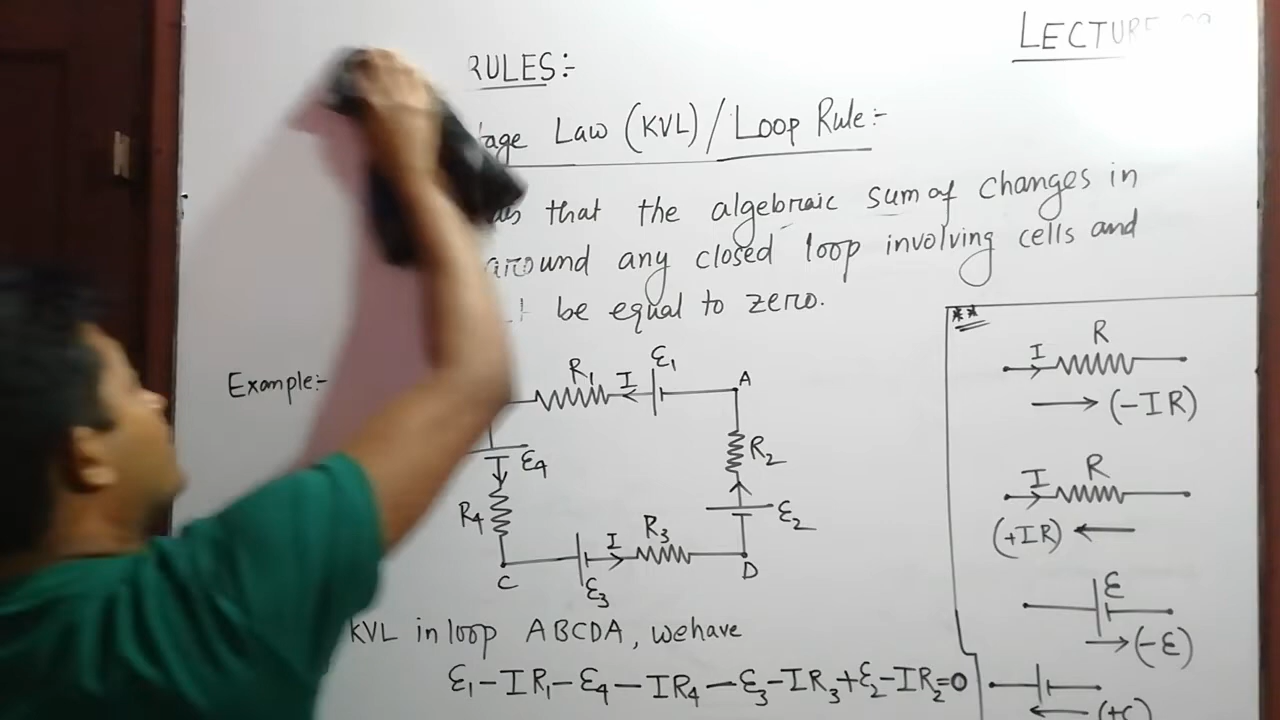 LECTURE
RULES:-
Law (KVL) / Loop Rule:-
that the algebraic sum of changes in
around any closed loop involving cells and
be equal to zero.
Example:-
R₁ I ε₁ A
ε₄
R₂
R₄
ε₂
I R₃
C ε₃ D
KVL in loop ABCDA, we have
ε₁-IR₁-ε₄-IR₄-ε₃-IR₃+ε₂-IR₂=0
**
I R
(-IR)
I R
(+IR)
ε
(-ε)